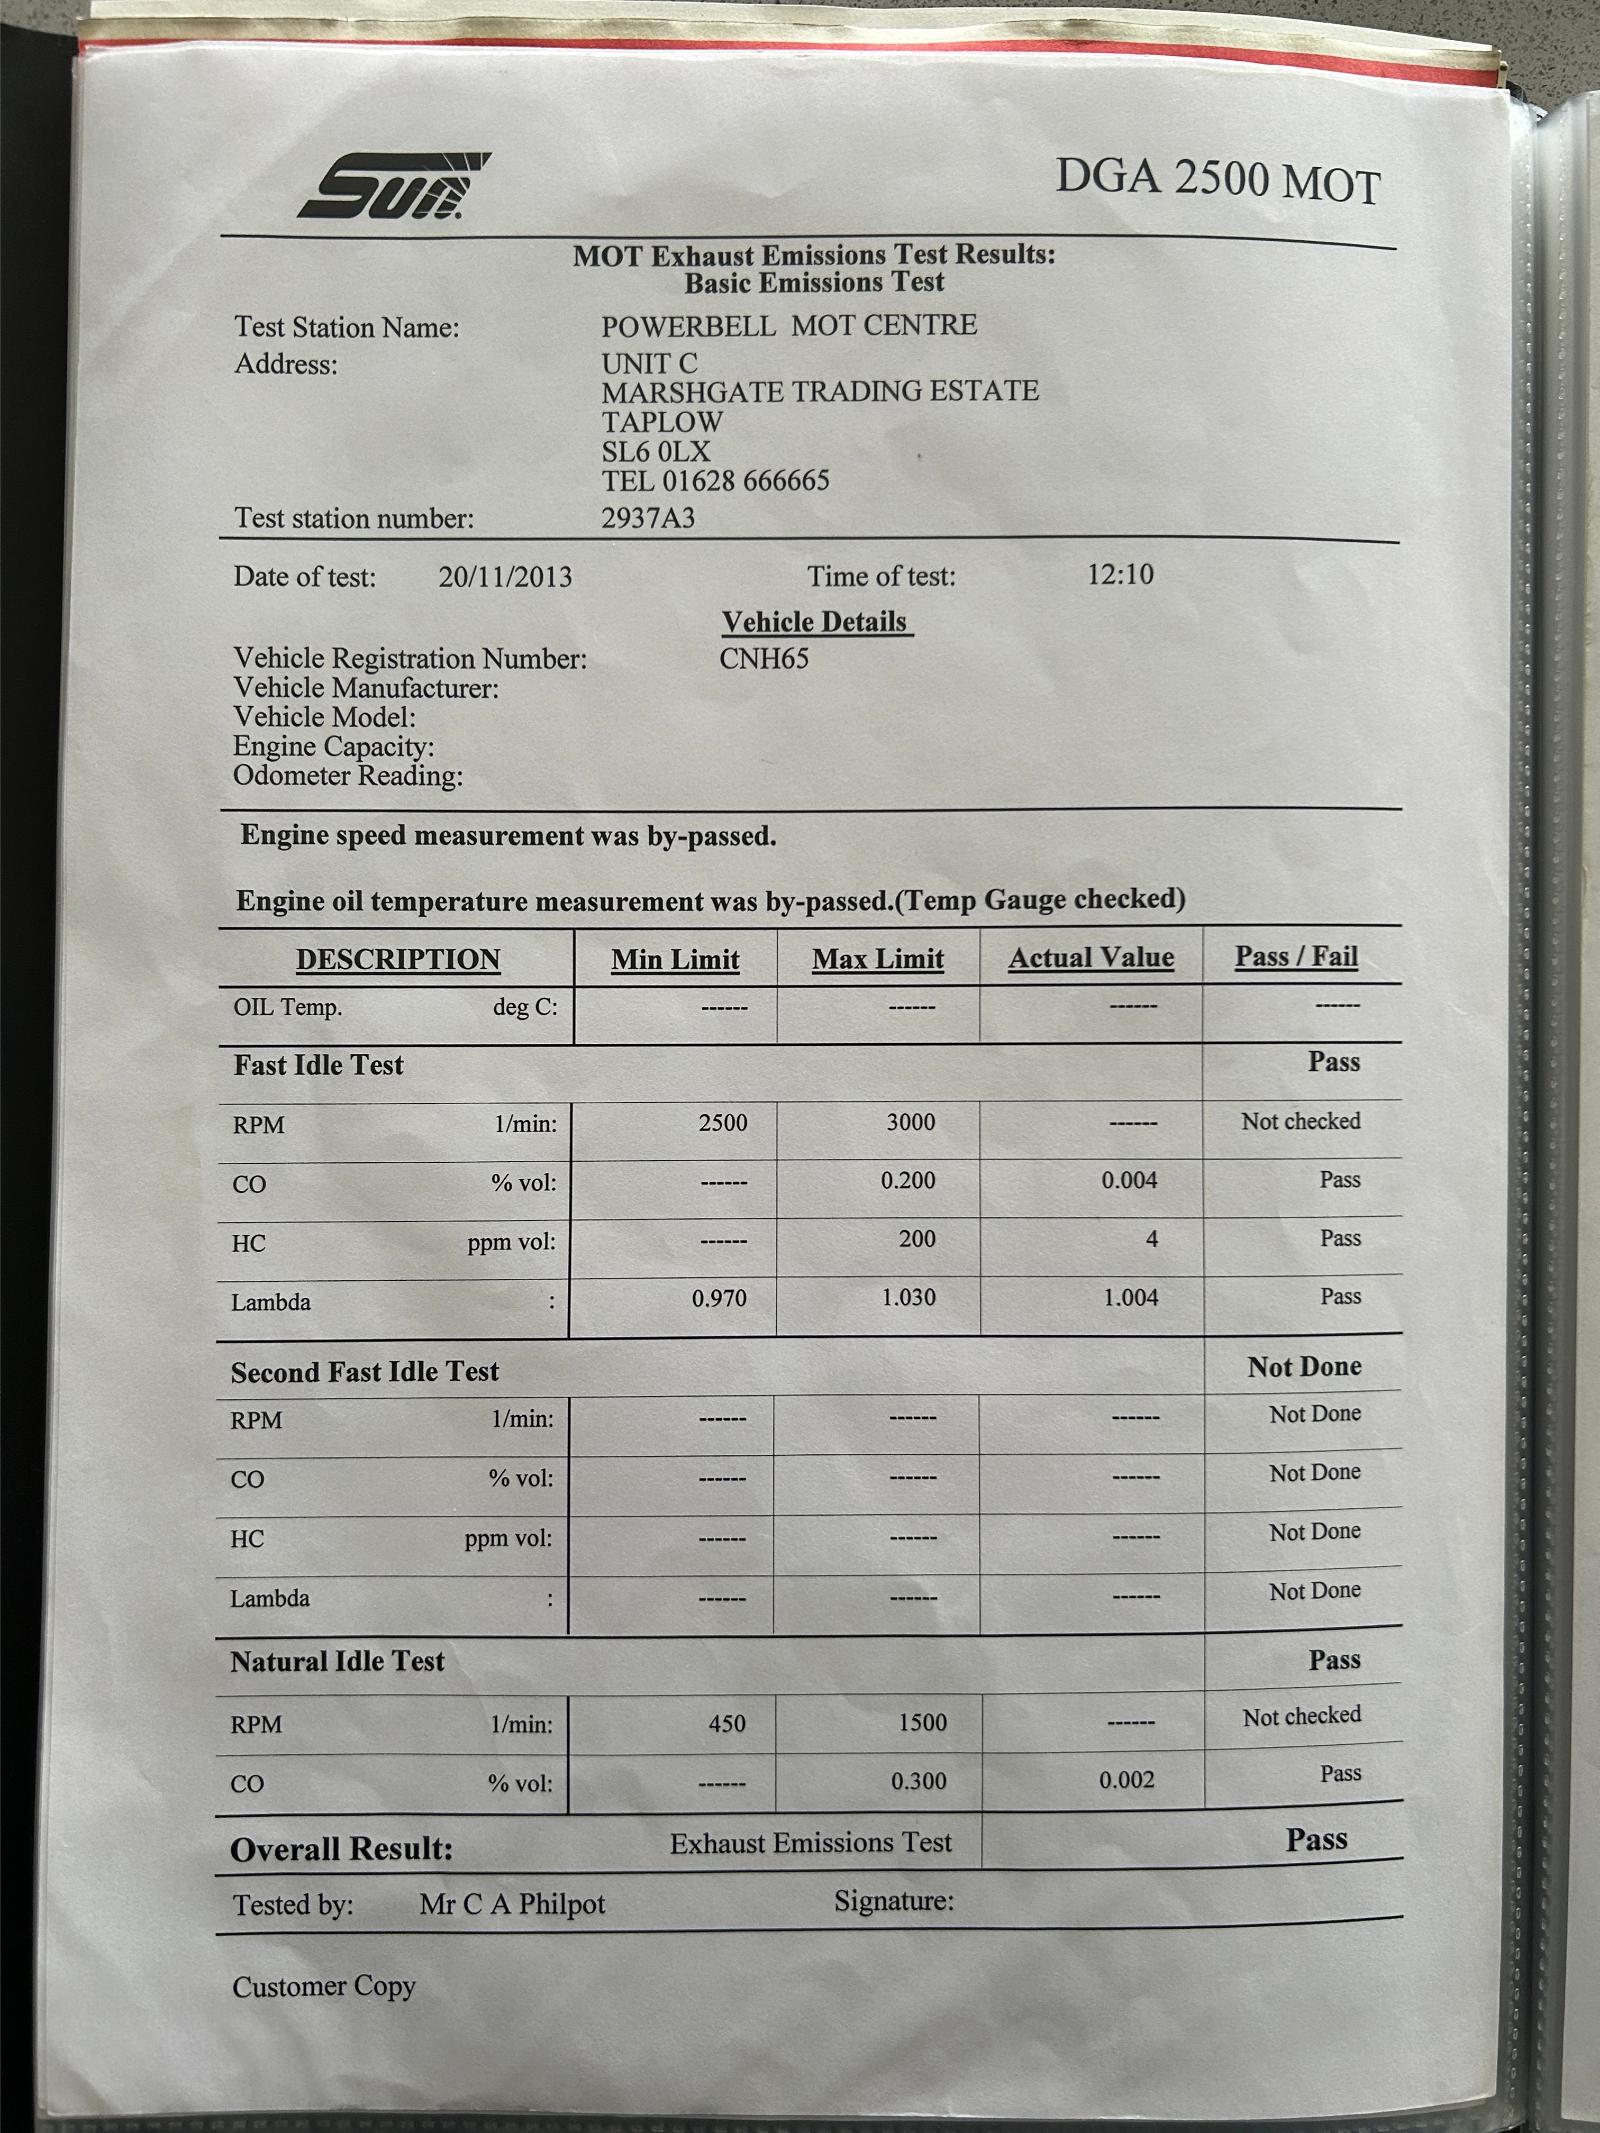 Sun
DGA 2500 MOT
MOT Exhaust Emissions Test Results:
Basic Emissions Test
Test Station Name: POWERBELL MOT CENTRE
Address: UNIT C
MARSHGATE TRADING ESTATE
TAPLOW
SL6 0LX
TEL 01628 666665
Test station number: 2937A3
Date of test: 20/11/2013 Time of test: 12:10
Vehicle Details
Vehicle Registration Number: CNH65
Vehicle Manufacturer:
Vehicle Model:
Engine Capacity:
Odometer Reading:
Engine speed measurement was by-passed.
Engine oil temperature measurement was by-passed.(Temp Gauge checked)
DESCRIPTION Min Limit Max Limit Actual Value Pass / Fail
OIL Temp. deg C: ------ ------ ------ ------
Fast Idle Test Pass
RPM 1/min: 2500 3000 ------ Not checked
CO % vol: ------ 0.200 0.004 Pass
HC ppm vol: ------ 200 4 Pass
Lambda : 0.970 1.030 1.004 Pass
Second Fast Idle Test Not Done
RPM 1/min: ------ ------ ------ Not Done
CO % vol: ------ ------ ------ Not Done
HC ppm vol: ------ ------ ------ Not Done
Lambda : ------ ------ ------ Not Done
Natural Idle Test Pass
RPM 1/min: 450 1500 ------ Not checked
CO % vol: ------ 0.300 0.002 Pass
Overall Result: Exhaust Emissions Test Pass
Tested by: Mr C A Philpot Signature:
Customer Copy